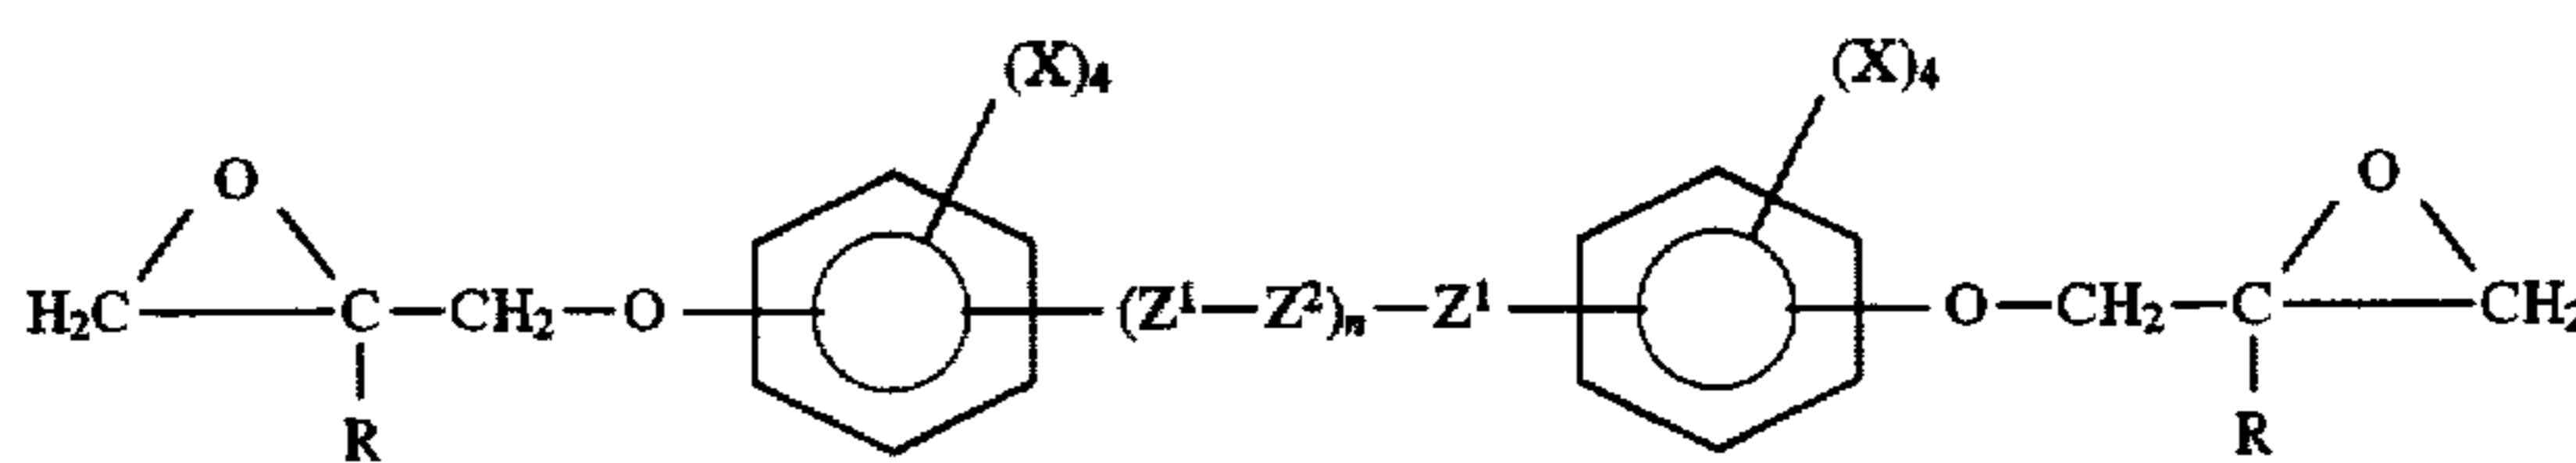 (X)₄ (X)₄
O O
H₂C C—CH₂—O (Z¹—Z²)ₙ—Z¹ O—CH₂—C CH₂
R R